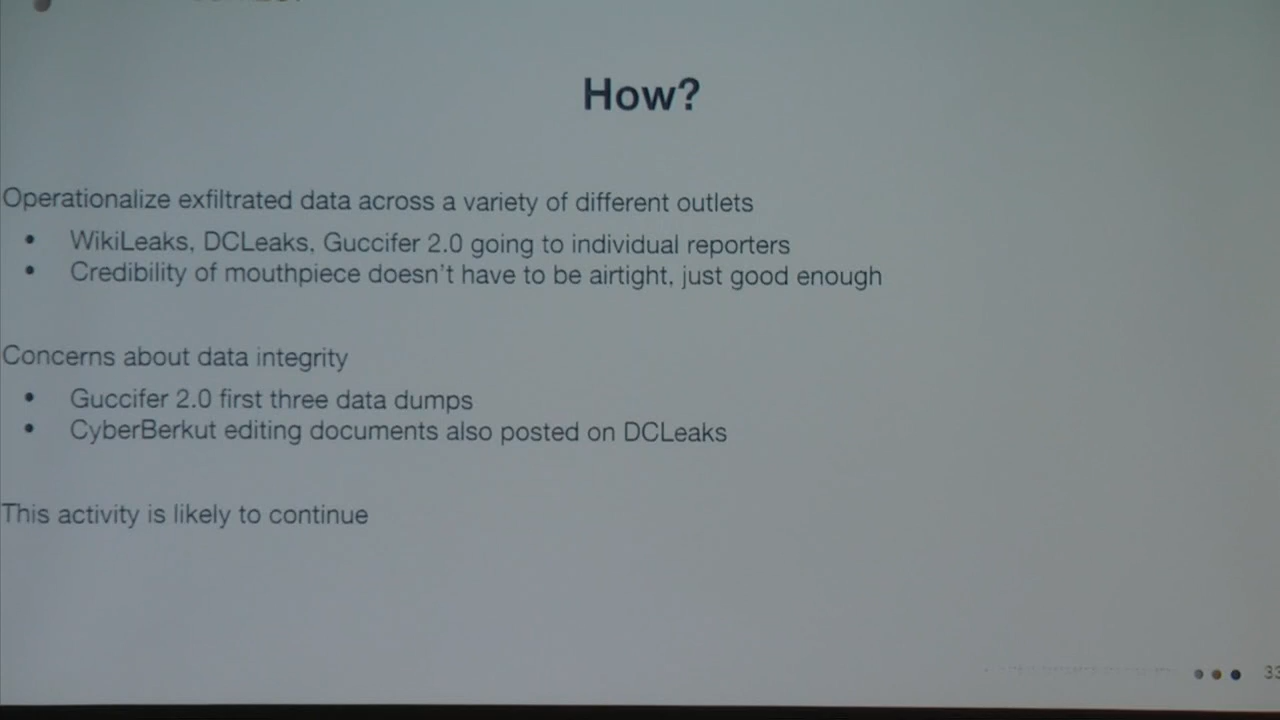 How?
Operationalize exfiltrated data across a variety of different outlets
• WikiLeaks, DCLeaks, Guccifer 2.0 going to individual reporters
• Credibility of mouthpiece doesn't have to be airtight, just good enough
Concerns about data integrity
• Guccifer 2.0 first three data dumps
• CyberBerkut editing documents also posted on DCLeaks
This activity is likely to continue
33